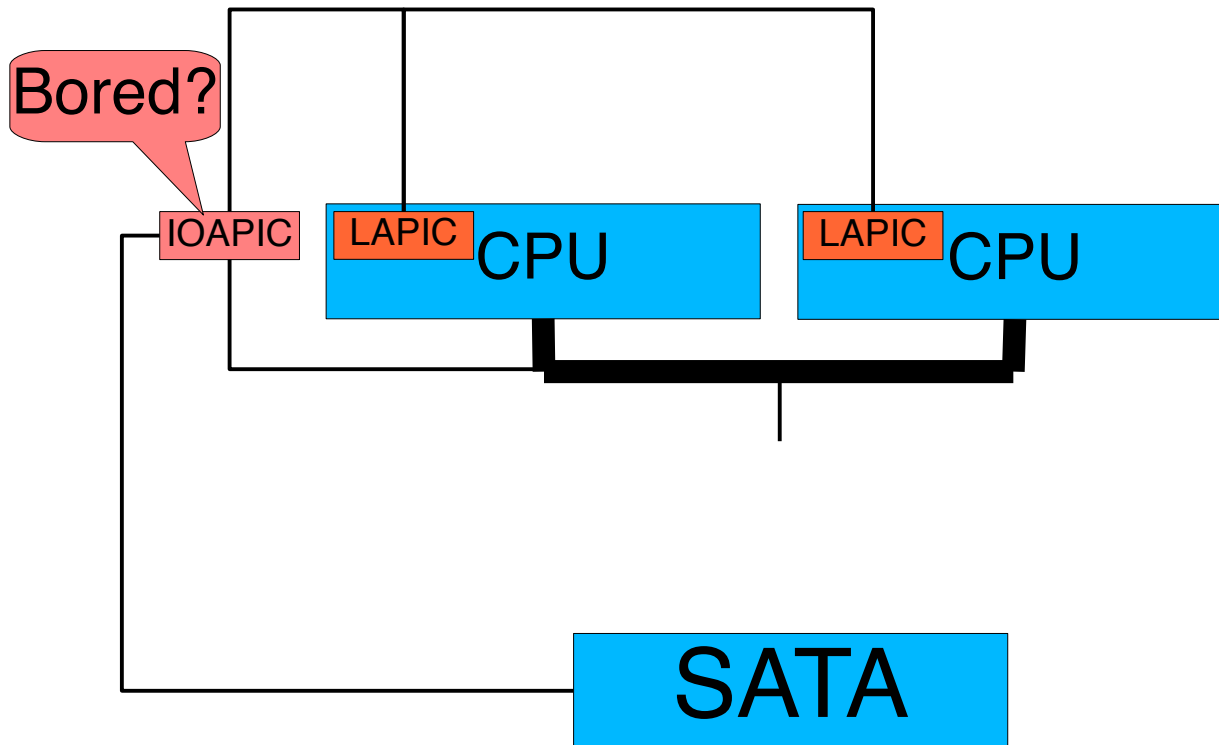 Bored?
IOAPIC
LAPIC
CPU
LAPIC
CPU
SATA